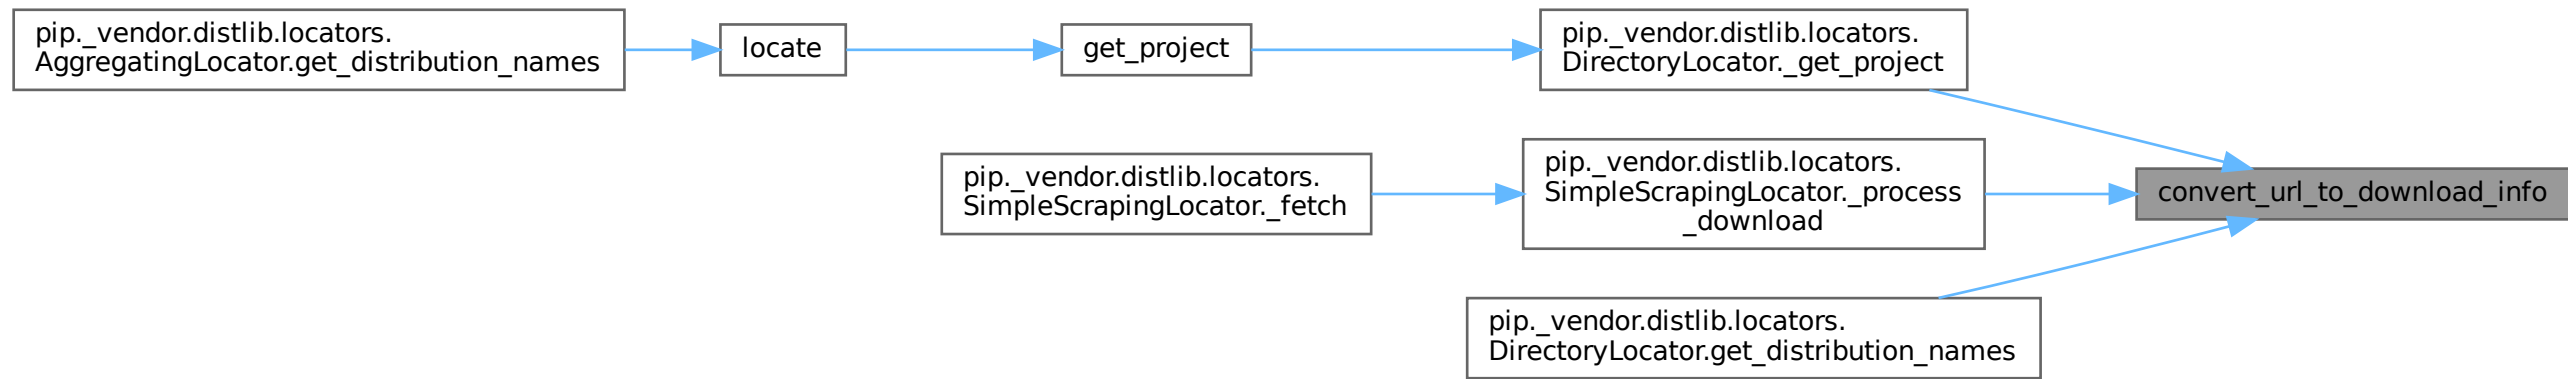 pip._vendor.distlib.locators.
AggregatingLocator.get_distribution_names
locate
get_project
pip._vendor.distlib.locators.
DirectoryLocator._get_project
pip._vendor.distlib.locators.
SimpleScrapingLocator._fetch
pip._vendor.distlib.locators.
SimpleScrapingLocator._process
_download
convert_url_to_download_info
pip._vendor.distlib.locators.
DirectoryLocator.get_distribution_names